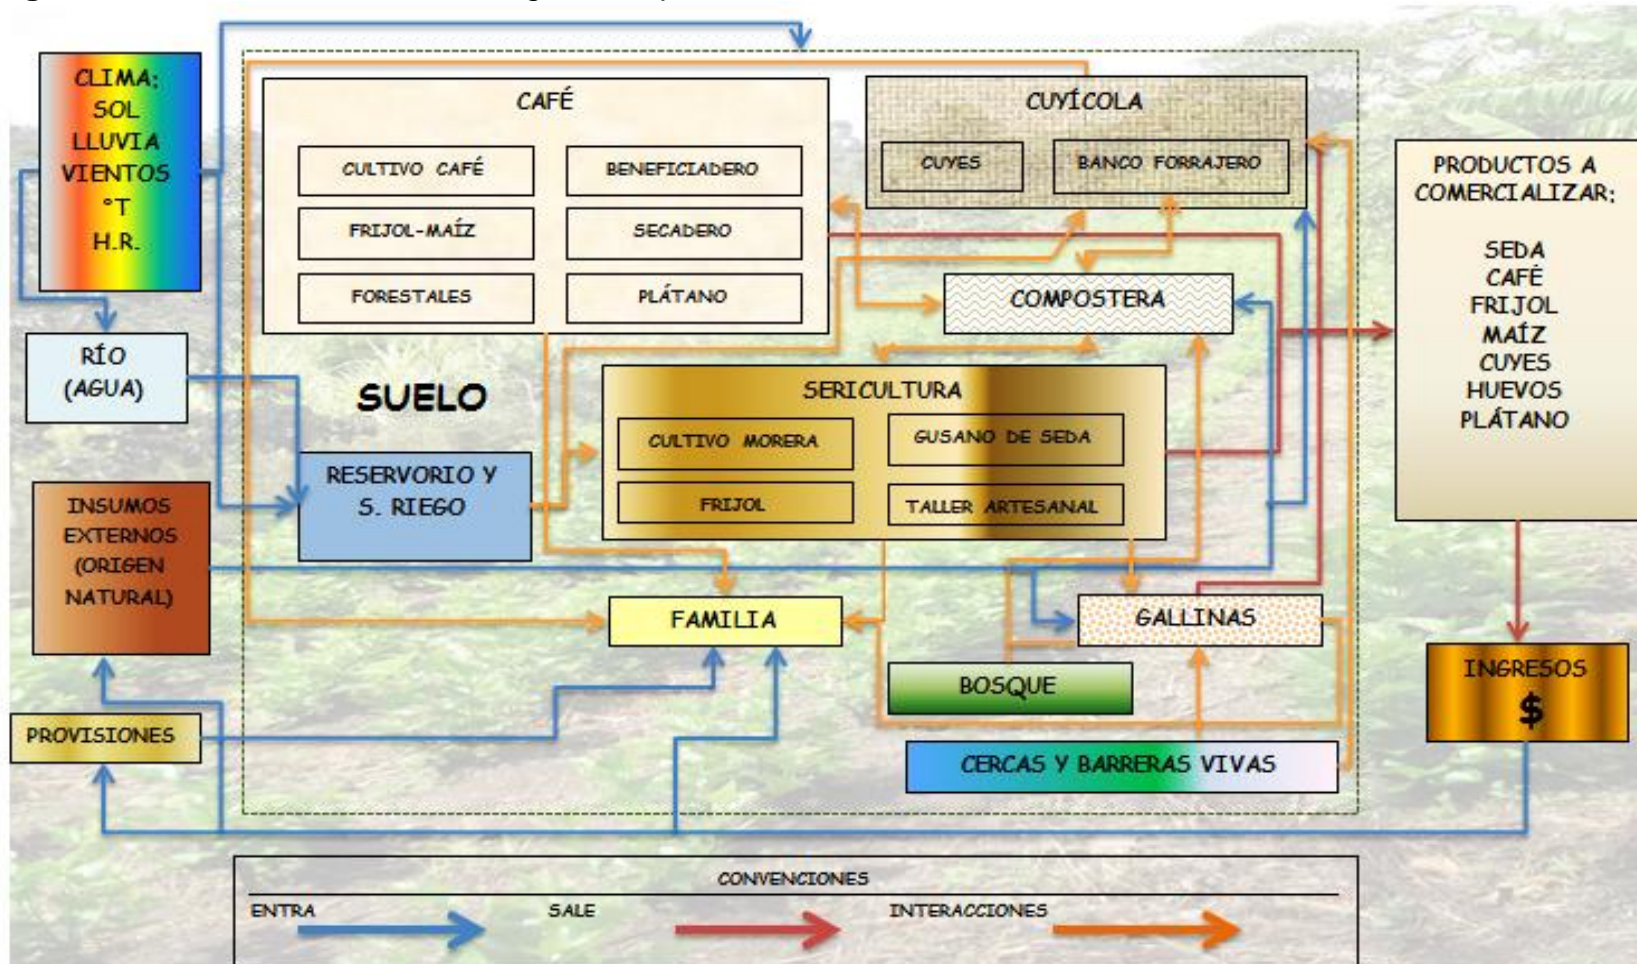 CLIMA:
SOL
LLUVIA
VIENTOS
°T
H.R.
RÍO
(AGUA)
INSUMOS
EXTERNOS
(ORIGEN
NATURAL)
PROVISIONES
CAFÉ
CULTIVO CAFÉ
BENEFICIADERO
FRIJOL-MAÍZ
SECADERO
FORESTALES
PLÁTANO
CUYÍCOLA
CUYES
BANCO FORRAJERO
COMPOSTERA
SUELO
RESERVORIO Y
S. RIEGO
SERICULTURA
CULTIVO MORERA
GUSANO DE SEDA
FRIJOL
TALLER ARTESANAL
FAMILIA
GALLINAS
BOSQUE
CERCAS Y BARRERAS VIVAS
PRODUCTOS A
COMERCIALIZAR:
SEDA
CAFÉ
FRIJOL
MAÍZ
CUYES
HUEVOS
PLÁTANO
INGRESOS
$
CONVENCIONES
ENTRA
SALE
INTERACCIONES